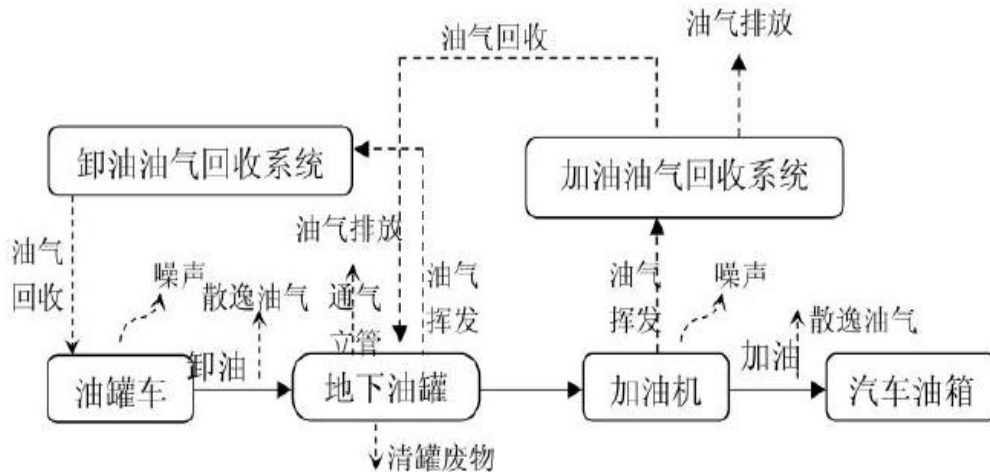 油气回收
油气排放
卸油油气回收系统
加油油气回收系统
油气
回收
噪声
散逸油气
油气排放
通气
立管
油气
挥发
油气
挥发
噪声
散逸油气
油罐车
卸油
地下油罐
加油机
加油
汽车油箱
清罐废物